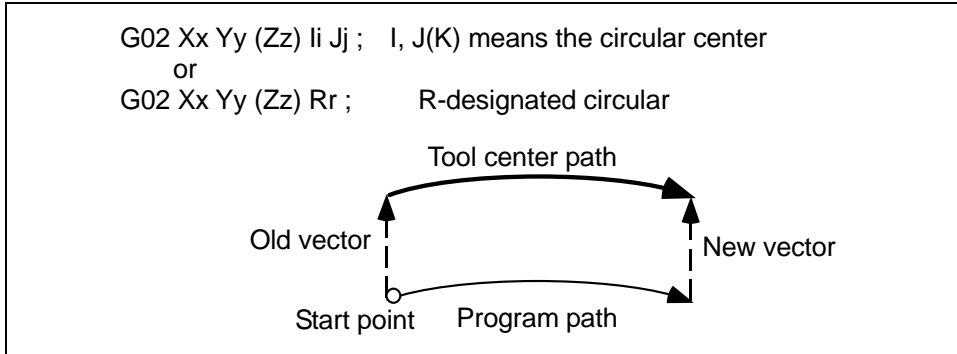 G02 Xx Yy (Zz) Ii Jj ; I, J(K) means the circular center
or
G02 Xx Yy (Zz) Rr ; R-designated circular
Tool center path
Old vector
New vector
Start point
Program path